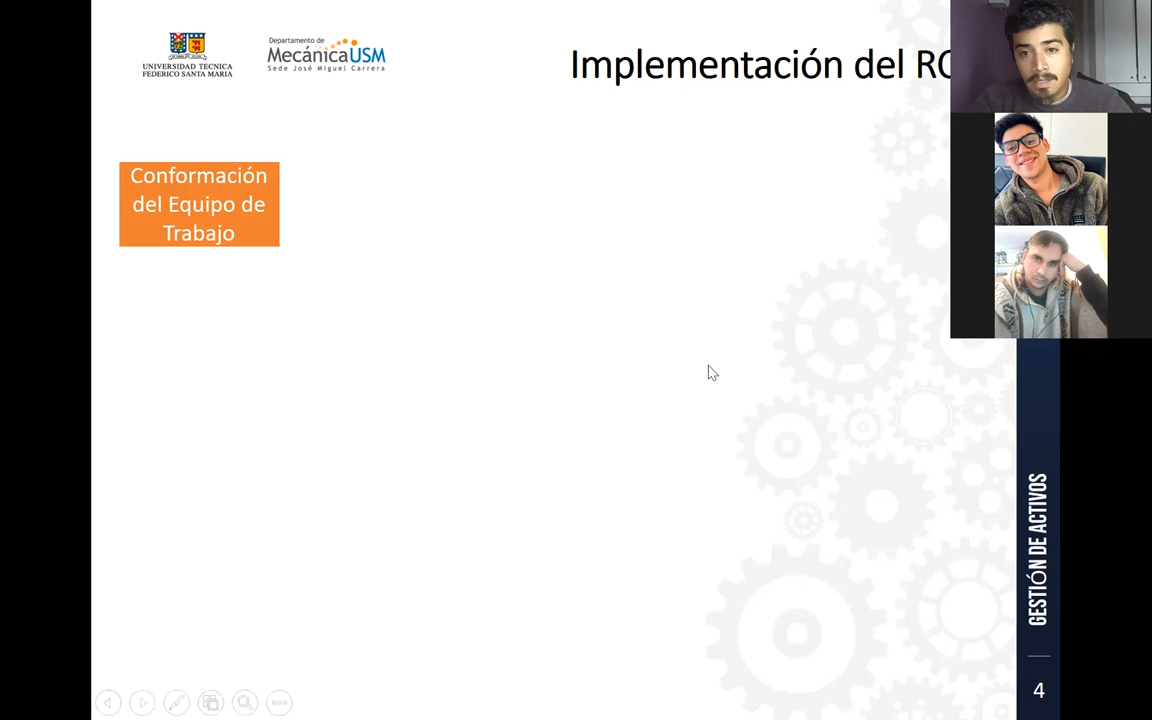 UNIVERSIDAD TECNICA
FEDERICO SANTA MARIA
Departamento de
MecánicaUSM
Sede José Miguel Carrera
Implementación del
Conformación
del Equipo de
Trabajo
GESTIÓN DE ACTIVOS
4